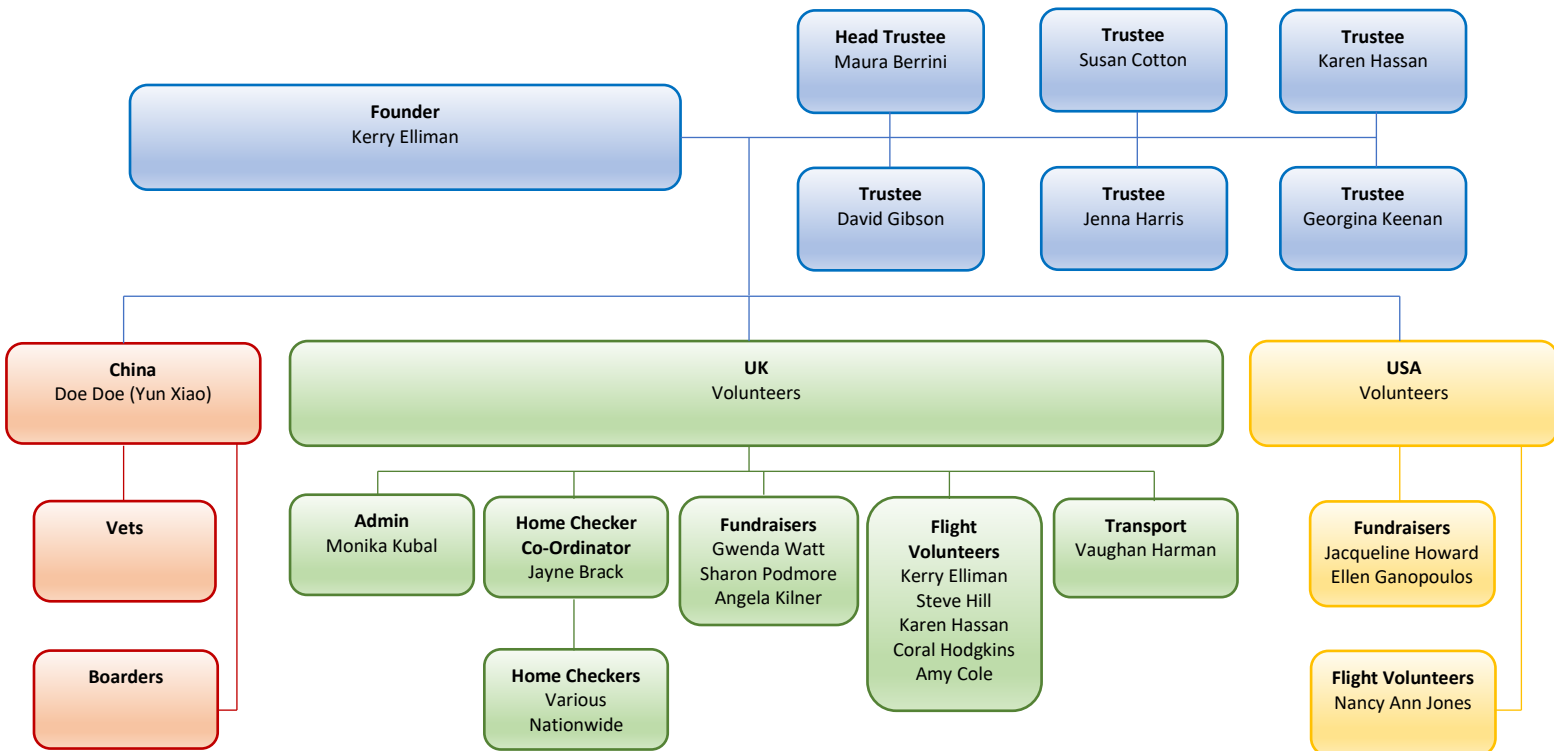 Head Trustee
Maura Berrini
Trustee
Susan Cotton
Trustee
Karen Hassan
Founder
Kerry Elliman
Trustee
David Gibson
Trustee
Jenna Harris
Trustee
Georgina Keenan
China
Doe Doe (Yun Xiao)
UK
Volunteers
USA
Volunteers
Vets
Boarders
Admin
Monika Kubal
Home Checker
Co-Ordinator
Jayne Brack
Home Checkers
Various
Nationwide
Fundraisers
Gwenda Watt
Sharon Podmore
Angela Kilner
Flight
Volunteers
Kerry Elliman
Steve Hill
Karen Hassan
Coral Hodgkins
Amy Cole
Transport
Vaughan Harman
Fundraisers
Jacqueline Howard
Ellen Ganopoulos
Flight Volunteers
Nancy Ann Jones